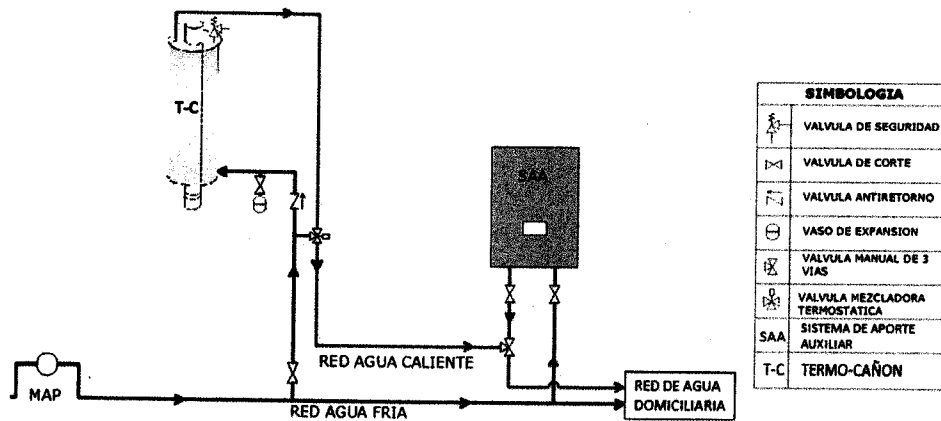 T-C
SAA
RED AGUA CALIENTE
MAP
RED AGUA FRIA
RED DE AGUA
DOMICILIARIA
SIMBOLOGIA
VALVULA DE SEGURIDAD
VALVULA DE CORTE
VALVULA ANTIRETORNO
VASO DE EXPANSION
VALVULA MANUAL DE 3
VIAS
VALVULA MEZCLADORA
TERMOSTATICA
SAA SISTEMA DE APORTE
AUXILIAR
T-C TERMO-CAÑON